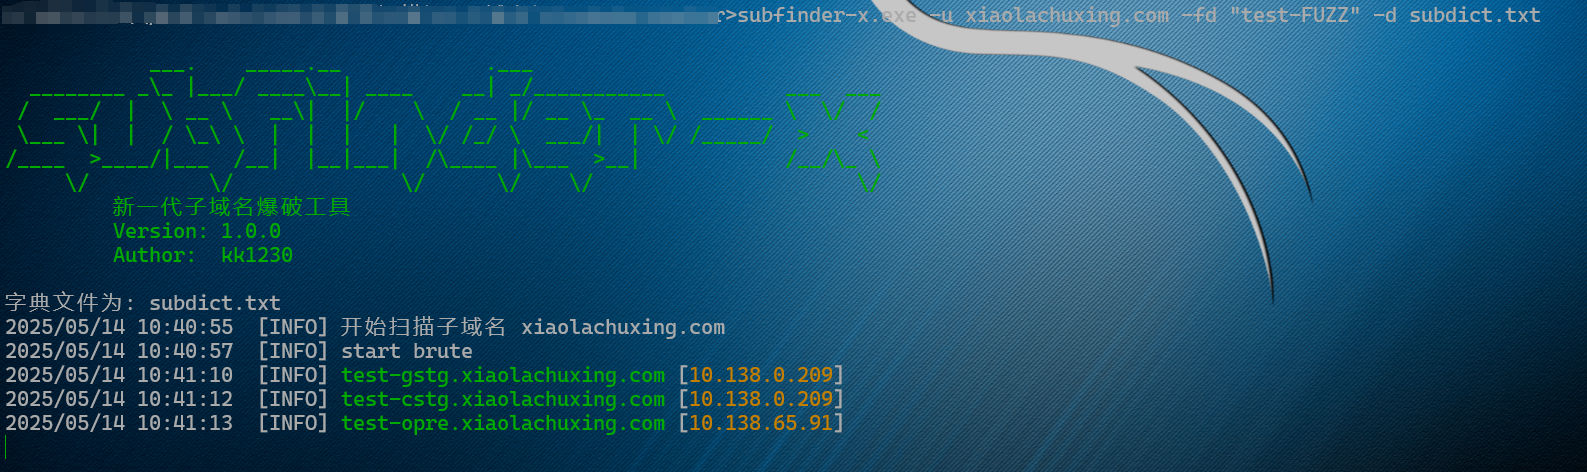 r>subfinder-x.exe -u xiaolachuxing.com -fd "test-FUZZ" -d subdict.txt
新一代子域名爆破工具
Version: 1.0.0
Author: kk1230
字典文件为: subdict.txt
2025/05/14 10:40:55 [INFO] 开始扫描子域名 xiaolachuxing.com
2025/05/14 10:40:57 [INFO] start brute
2025/05/14 10:41:10 [INFO] test-gstg.xiaolachuxing.com [10.138.0.209]
2025/05/14 10:41:12 [INFO] test-cstg.xiaolachuxing.com [10.138.0.209]
2025/05/14 10:41:13 [INFO] test-opre.xiaolachuxing.com [10.138.65.91]